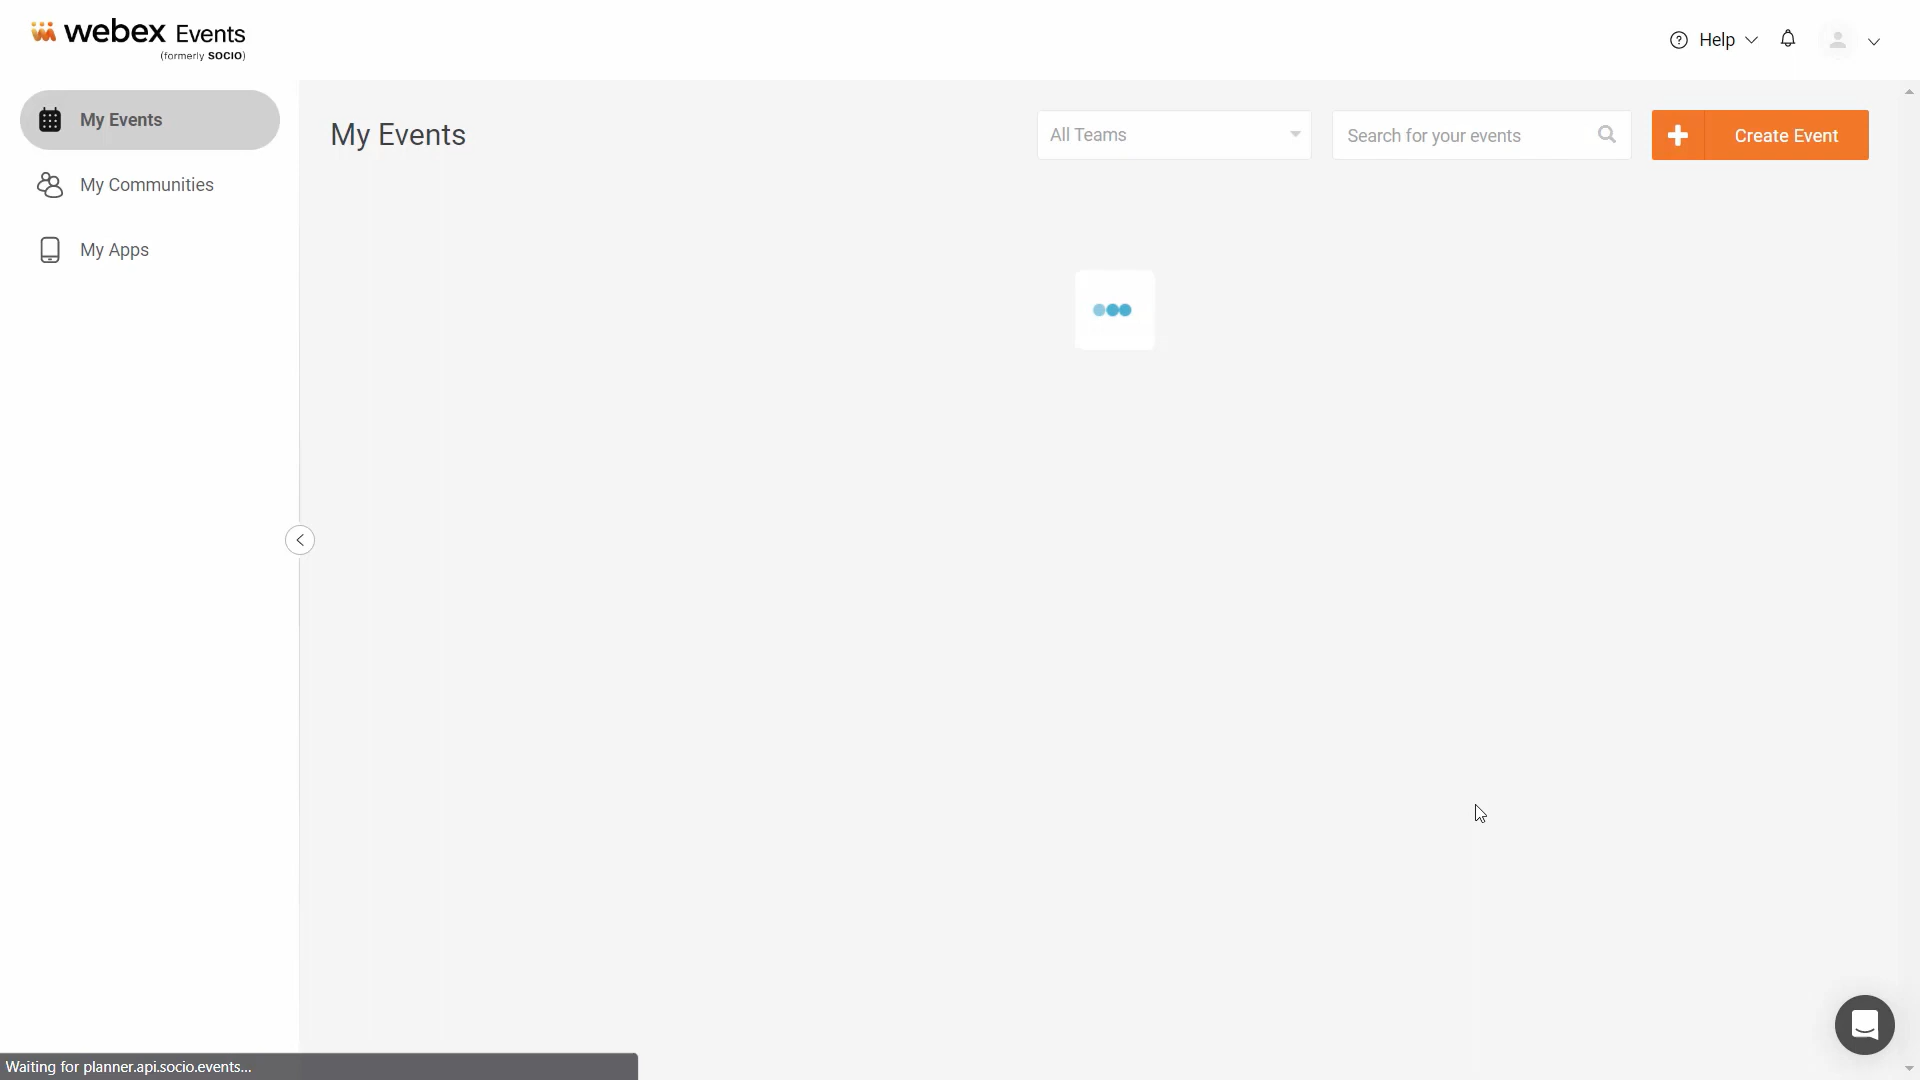 webex Events
(formerly SOCIO)
Help
My Events
My Communities
My Apps
My Events
All Teams
Search for your events
Create Event
Waiting for planner.api.socio.events...